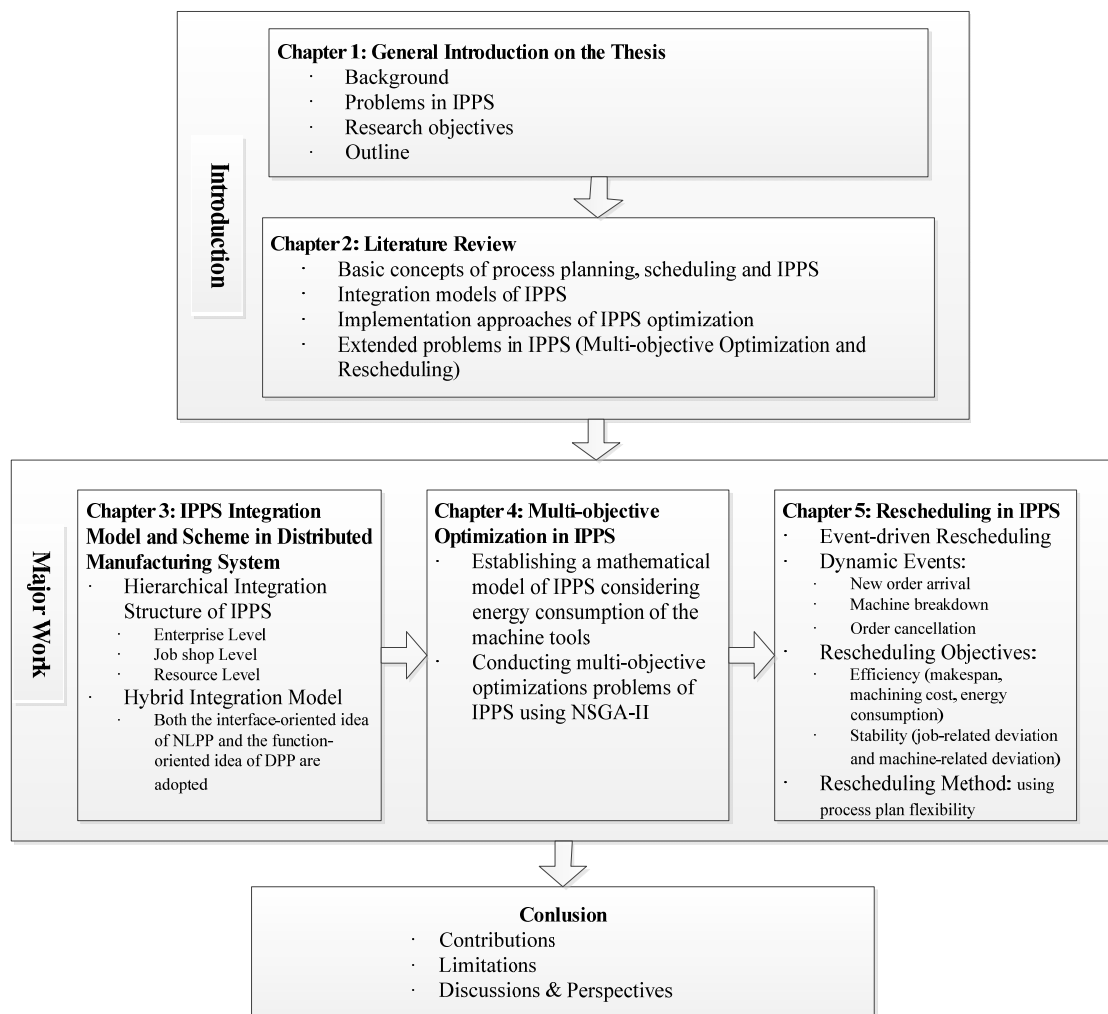 Introduction
Chapter 1: General Introduction on the Thesis
· Background
· Problems in IPPS
· Research objectives
· Outline
Chapter 2: Literature Review
· Basic concepts of process planning, scheduling and IPPS
· Integration models of IPPS
· Implementation approaches of IPPS optimization
· Extended problems in IPPS (Multi-objective Optimization and
Rescheduling)
Major Work
Chapter 3: IPPS Integration
Model and Scheme in Distributed
Manufacturing System
· Hierarchical Integration
Structure of IPPS
· Enterprise Level
· Job shop Level
· Resource Level
· Hybrid Integration Model
· Both the interface-oriented idea
of NLPP and the function-
oriented idea of DPP are
adopted
Chapter 4: Multi-objective
Optimization in IPPS
· Establishing a mathematical
model of IPPS considering
energy consumption of the
machine tools
· Conducting multi-objective
optimizations problems of
IPPS using NSGA-II
Chapter 5: Rescheduling in IPPS
· Event-driven Rescheduling
· Dynamic Events:
· New order arrival
· Machine breakdown
· Order cancellation
· Rescheduling Objectives:
· Efficiency (makespan,
machining cost, energy
consumption)
· Stability (job-related deviation
and machine-related deviation)
· Rescheduling Method: using
process plan flexibility
Conlusion
· Contributions
· Limitations
· Discussions & Perspectives